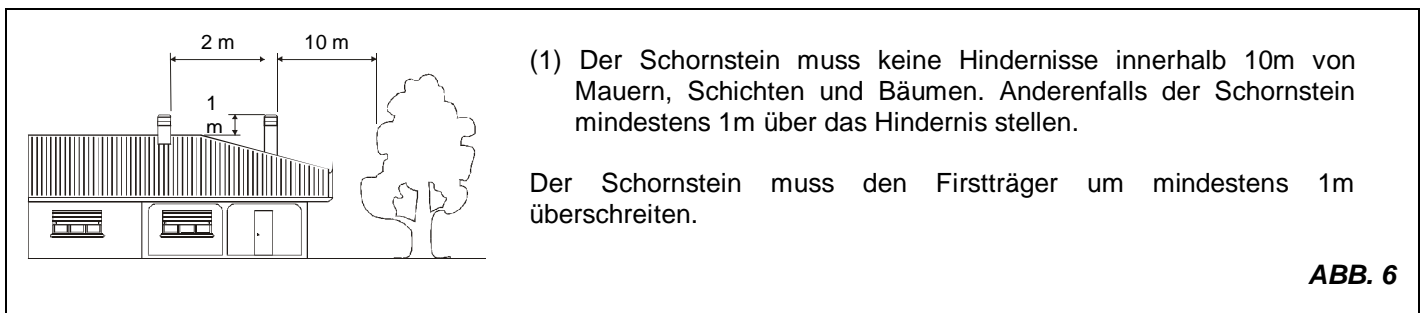 2 m 10 m
1
m
(1) Der Schornstein muss keine Hindernisse innerhalb 10m von
Mauern, Schichten und Bäumen. Anderenfalls der Schornstein
mindestens 1m über das Hindernis stellen.
Der Schornstein muss den Firstträger um mindestens 1m
überschreiten.
ABB. 6